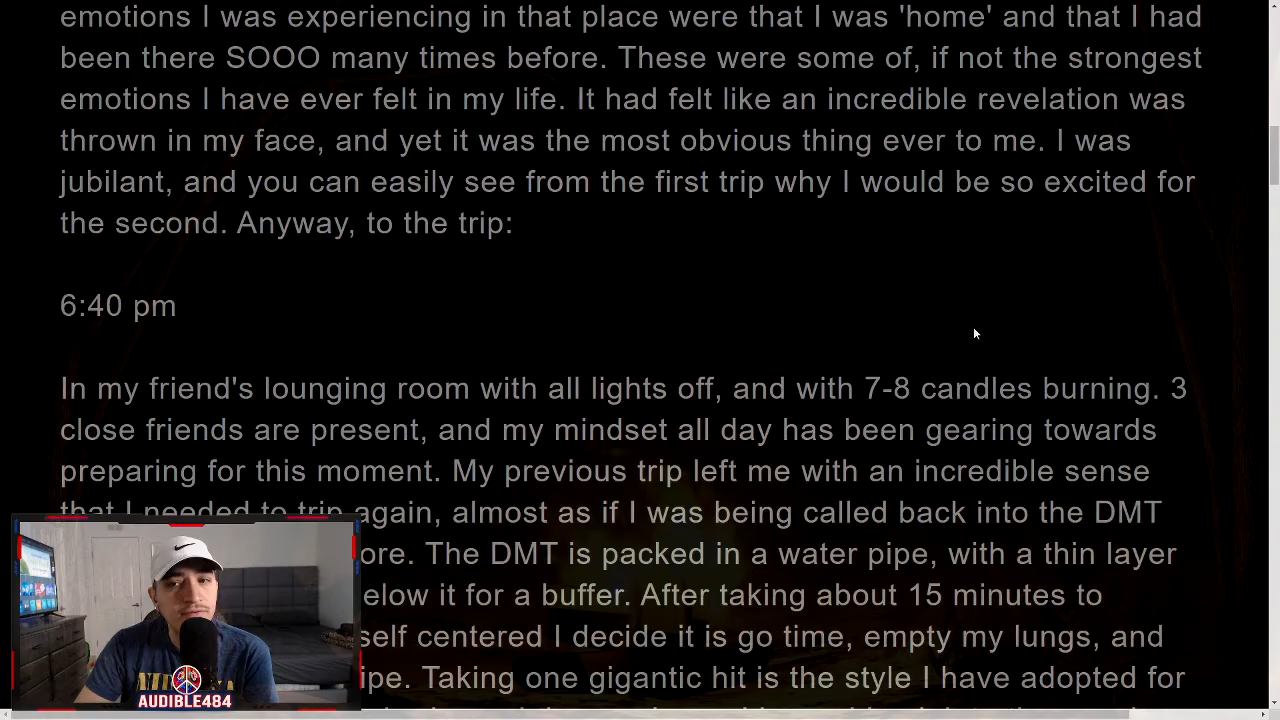 emotions I was experiencing in that place were that I was 'home' and that I had
been there SOOO many times before. These were some of, if not the strongest
emotions I have ever felt in my life. It had felt like an incredible revelation was
thrown in my face, and yet it was the most obvious thing ever to me. I was
jubilant, and you can easily see from the first trip why I would be so excited for
the second. Anyway, to the trip:
6:40 pm
In my friend's lounging room with all lights off, and with 7-8 candles burning. 3
close friends are present, and my mindset all day has been gearing towards
preparing for this moment. My previous trip left me with an incredible sense
that I needed to trip again, almost as if I was being called back into the DMT
ore. The DMT is packed in a water pipe, with a thin layer
elow it for a buffer. After taking about 15 minutes to
self centered I decide it is go time, empty my lungs, and
ipe. Taking one gigantic hit is the style I have adopted for
AUDIBLE484